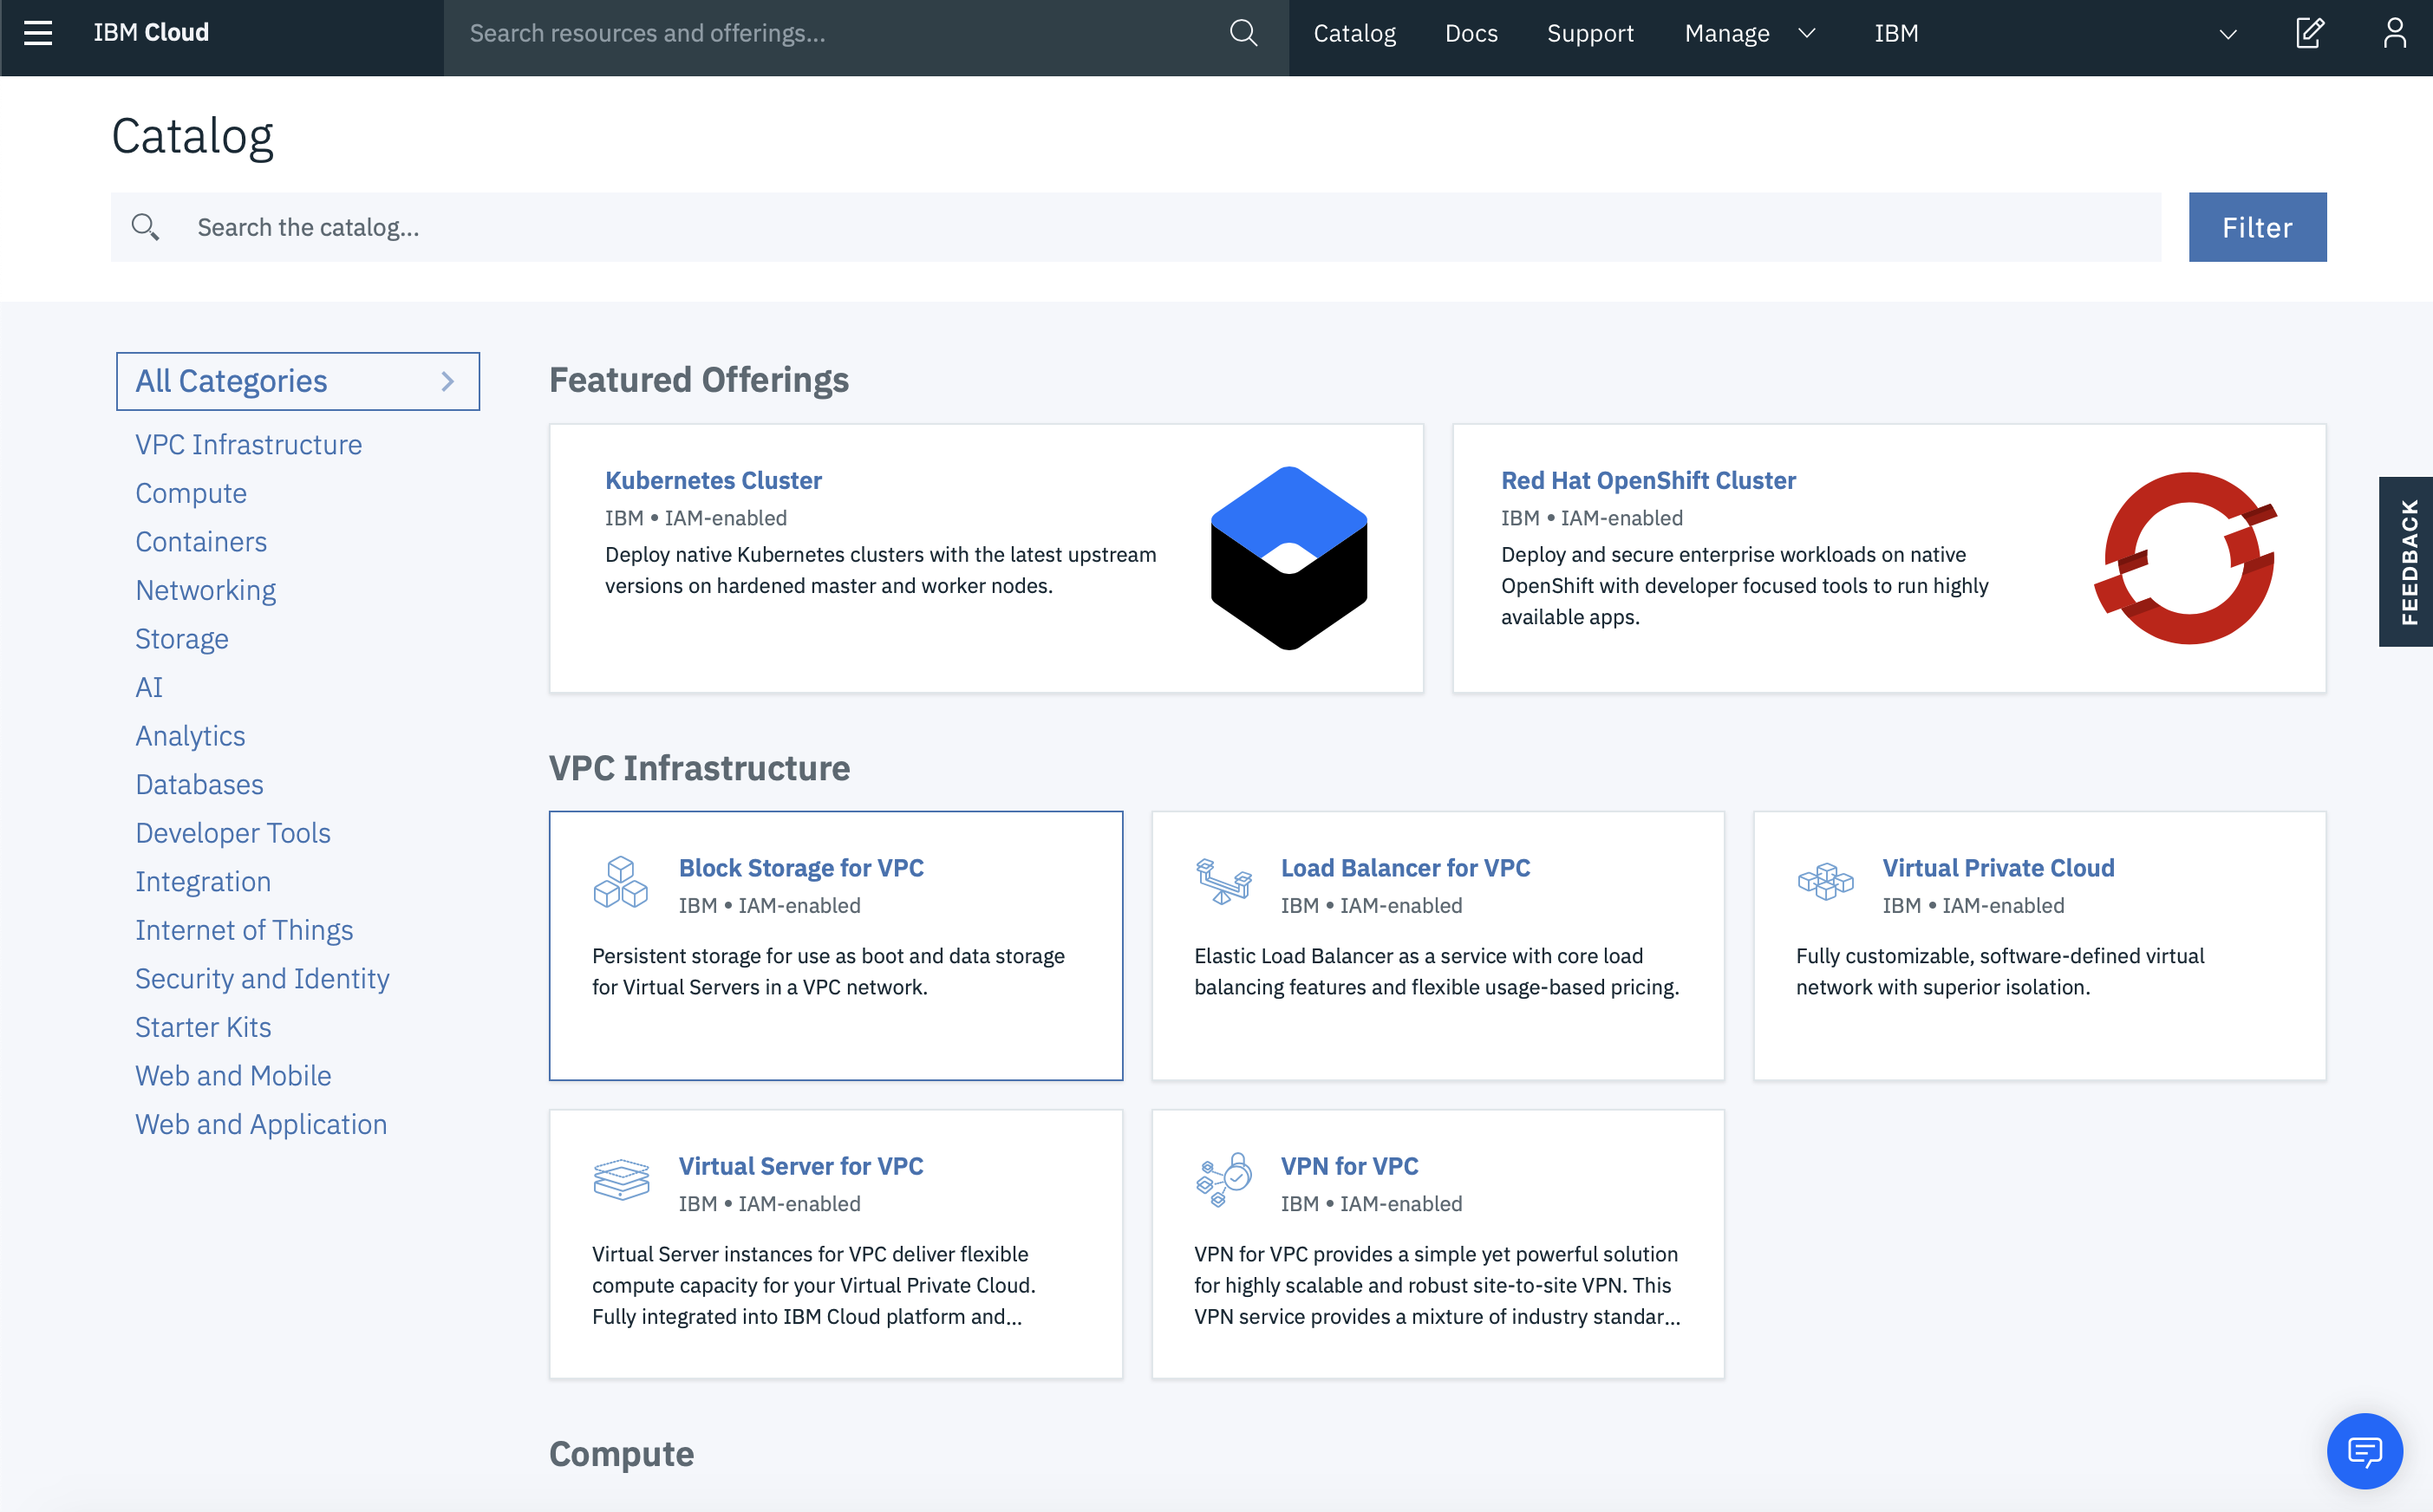 IBM Cloud
Search resources and offerings...
Catalog
Docs
Support
Manage
IBM
Catalog
Search the catalog...
Filter
All Categories
VPC Infrastructure
Compute
Containers
Networking
Storage
AI
Analytics
Databases
Developer Tools
Integration
Internet of Things
Security and Identity
Starter Kits
Web and Mobile
Web and Application
Featured Offerings
Kubernetes Cluster
IBM • IAM-enabled
Deploy native Kubernetes clusters with the latest upstream
versions on hardened master and worker nodes.
Red Hat OpenShift Cluster
IBM • IAM-enabled
Deploy and secure enterprise workloads on native
OpenShift with developer focused tools to run highly
available apps.
VPC Infrastructure
Block Storage for VPC
IBM • IAM-enabled
Persistent storage for use as boot and data storage
for Virtual Servers in a VPC network.
Load Balancer for VPC
IBM • IAM-enabled
Elastic Load Balancer as a service with core load
balancing features and flexible usage-based pricing.
Virtual Private Cloud
IBM • IAM-enabled
Fully customizable, software-defined virtual
network with superior isolation.
Virtual Server for VPC
IBM • IAM-enabled
Virtual Server instances for VPC deliver flexible
compute capacity for your Virtual Private Cloud.
Fully integrated into IBM Cloud platform and...
VPN for VPC
IBM • IAM-enabled
VPN for VPC provides a simple yet powerful solution
for highly scalable and robust site-to-site VPN. This
VPN service provides a mixture of industry standar...
Compute
FEEDBACK